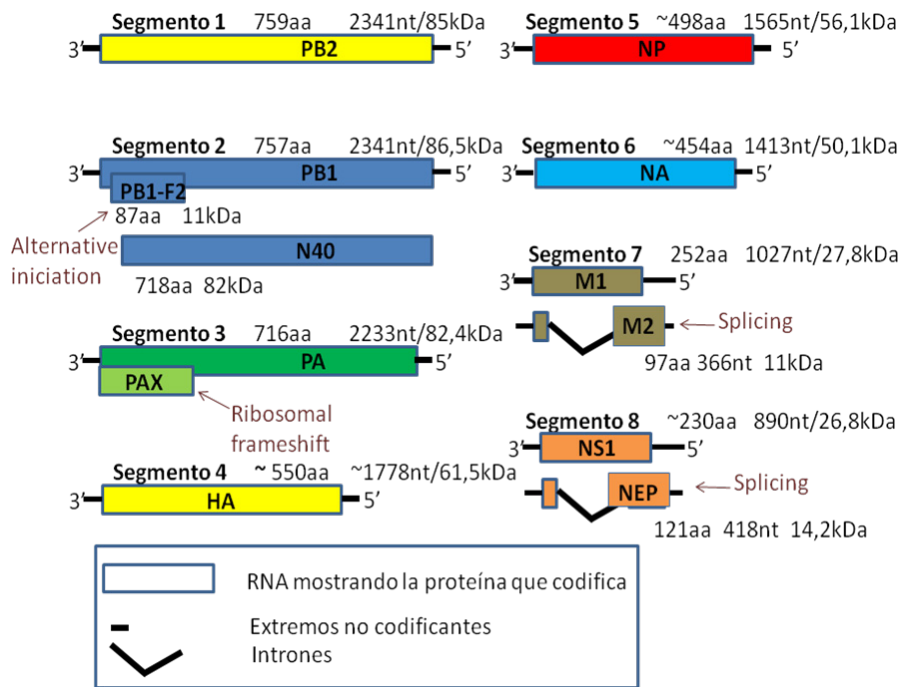 Segmento 1 759aa 2341nt/85kDa
3’ PB2 5’
Segmento 2 757aa 2341nt/86,5kDa
3’ PB1 5’
PB1-F2
87aa 11kDa
Alternative
iniciation
N40
718aa 82kDa
Segmento 3 716aa 2233nt/82,4kDa
3’ PA 5’
PAX
Ribosomal
frameshift
Segmento 4 ~ 550aa ~1778nt/61,5kDa
3’ HA 5’
Segmento 5 ~498aa 1565nt/56,1kDa
3’ NP 5’
Segmento 6 ~454aa 1413nt/50,1kDa
3’ NA 5’
Segmento 7 252aa 1027nt/27,8kDa
3’ M1 5’
M2 Splicing
97aa 366nt 11kDa
Segmento 8 ~230aa 890nt/26,8kDa
3’ NS1 5’
NEP Splicing
121aa 418nt 14,2kDa
RNA mostrando la proteína que codifica
Extremos no codificantes
Intrones